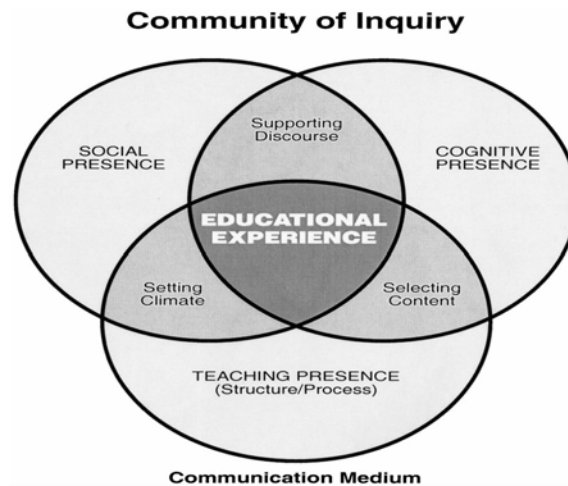 Community of Inquiry
Supporting
Discourse
SOCIAL
PRESENCE
COGNITIVE
PRESENCE
EDUCATIONAL
EXPERIENCE
Setting
Climate
Selecting
Content
TEACHING PRESENCE
(Structure/Process)
Communication Medium